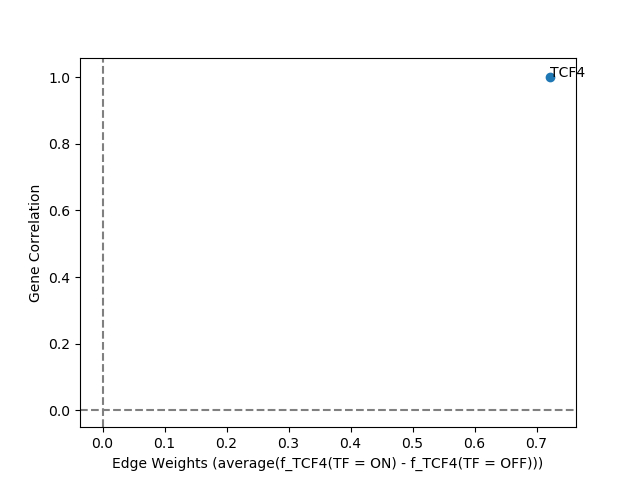 TCF4
1.0
0.8
0.6
0.4
0.2
0.0
Gene Correlation
0.0 0.1 0.2 0.3 0.4 0.5 0.6 0.7
Edge Weights (average(f_TCF4(TF = ON) - f_TCF4(TF = OFF)))